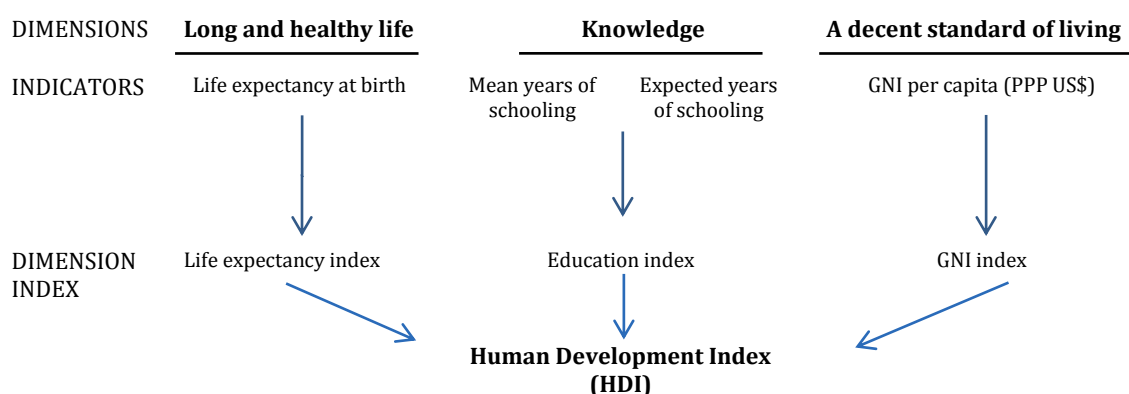 DIMENSIONS Long and healthy life Knowledge A decent standard of living
INDICATORS Life expectancy at birth Mean years of schooling Expected years of schooling GNI per capita (PPP US$)
DIMENSION INDEX Life expectancy index Education index GNI index
Human Development Index
(HDI)